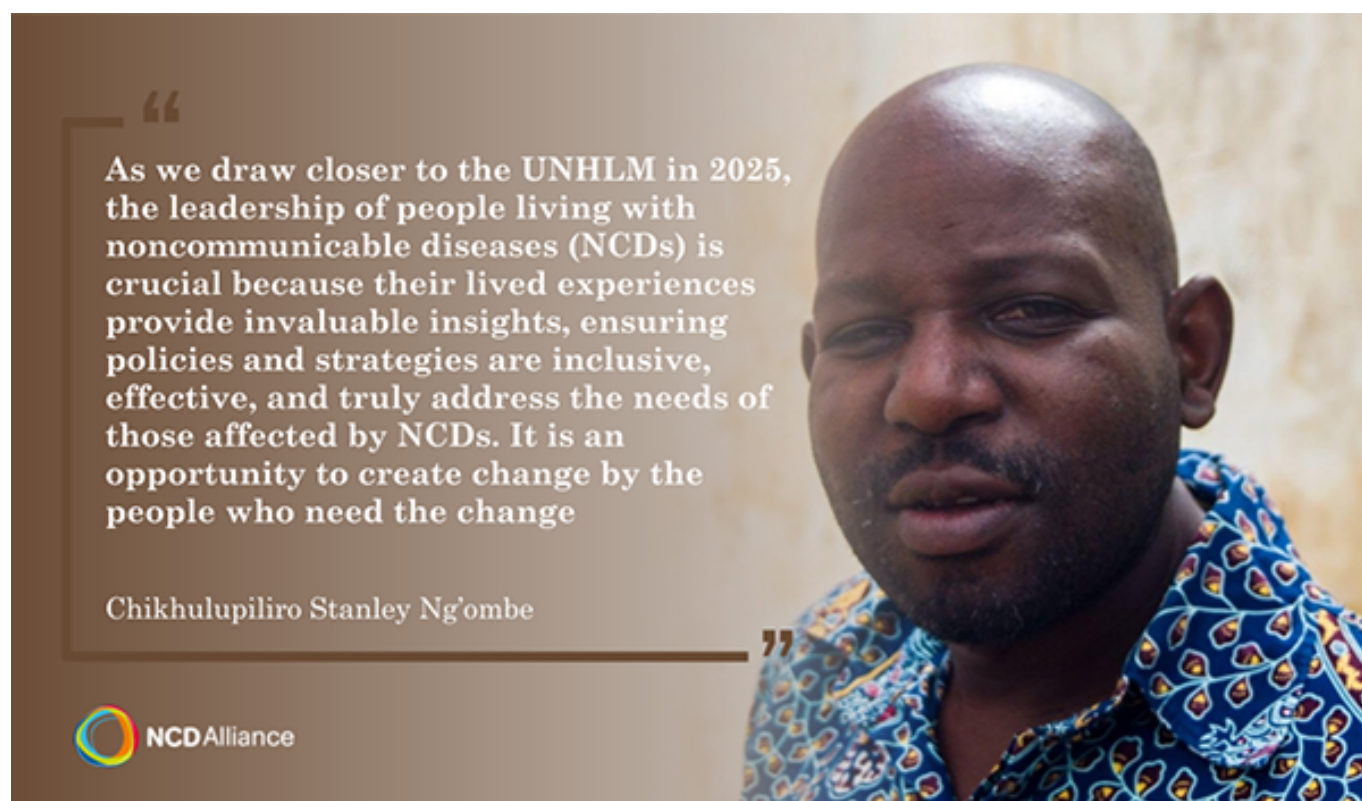 “
As we draw closer to the UNHLM in 2025,
the leadership of people living with
noncommunicable diseases (NCDs) is
crucial because their lived experiences
provide invaluable insights, ensuring
policies and strategies are inclusive,
effective, and truly address the needs of
those affected by NCDs. It is an
opportunity to create change by the
people who need the change
Chikhulupiliro Stanley Ng’ombe
”
NCDAlliance